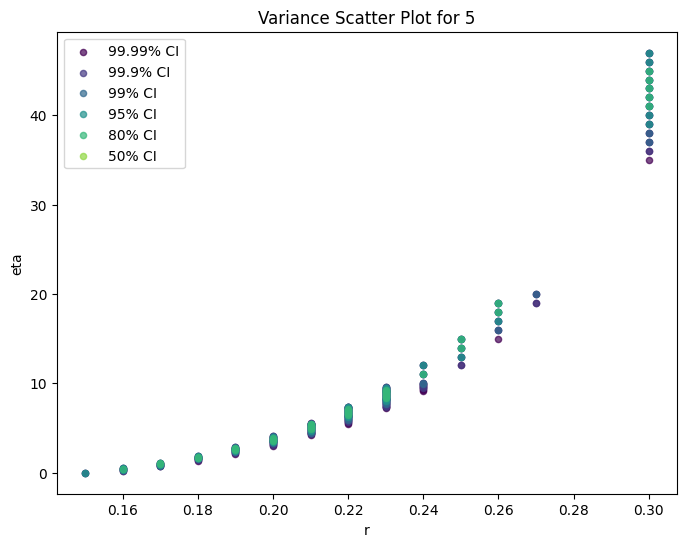 Variance Scatter Plot for 5
99.99% CI
99.9% CI
99% CI
95% CI
80% CI
50% CI
eta
40
30
20
10
0
0.16 0.18 0.20 0.22 0.24 0.26 0.28 0.30
r